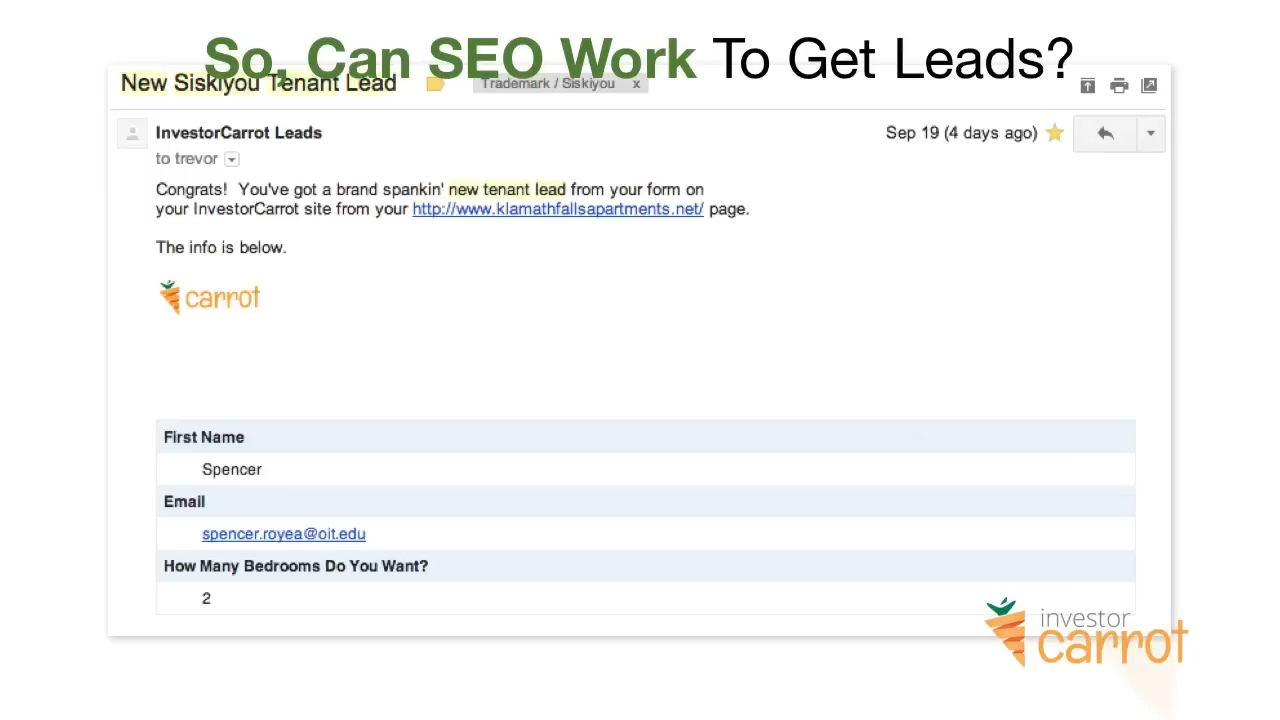 So, Can SEO Work To Get Leads?
New Siskiyou Tenant Lead
Trademark / Siskiyou x
InvestorCarrot Leads
Sep 19 (4 days ago)
to trevor
Congrats! You've got a brand spankin' new tenant lead from your form on
your InvestorCarrot site from your http://www.klamathfallsapartments.net/ page.
The info is below.
carrot
First Name
Spencer
Email
spencer.royea@oit.edu
How Many Bedrooms Do You Want?
2
investor
carrot